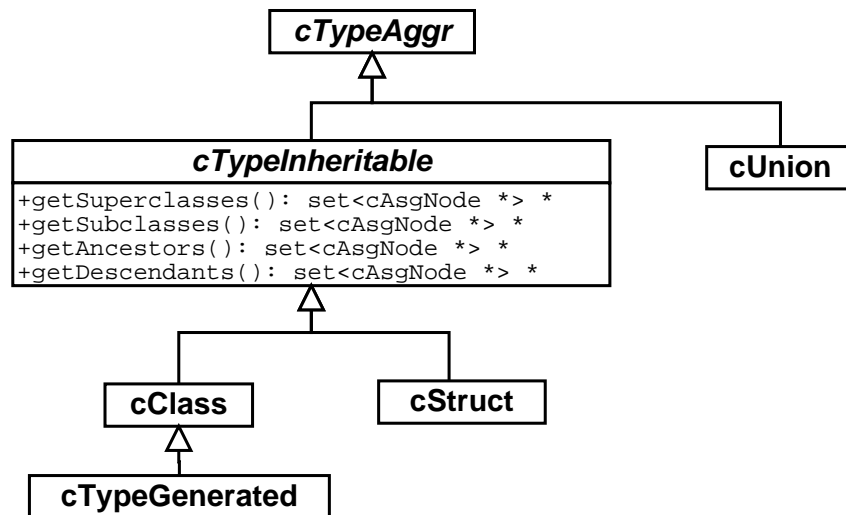 cTypeAggr
cTypeInheritable
cUnion
+getSuperclasses(): set<cAsgNode *> *
+getSubclasses(): set<cAsgNode *> *
+getAncestors(): set<cAsgNode *> *
+getDescendants(): set<cAsgNode *> *
cClass
cStruct
cTypeGenerated